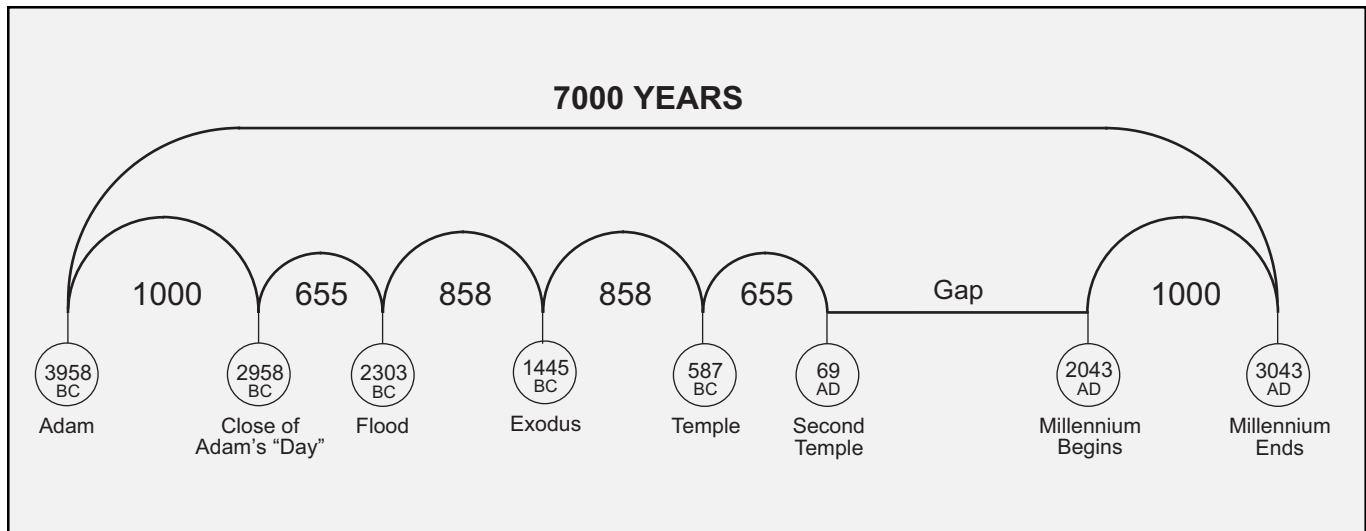 7000 YEARS
1000
655
858
858
655
Gap
1000
3958
BC
2958
BC
2303
BC
1445
BC
587
BC
69
AD
2043
AD
3043
AD
Adam
Close of
Adam’s “Day”
Flood
Exodus
Temple
Second
Temple
Millennium
Begins
Millennium
Ends